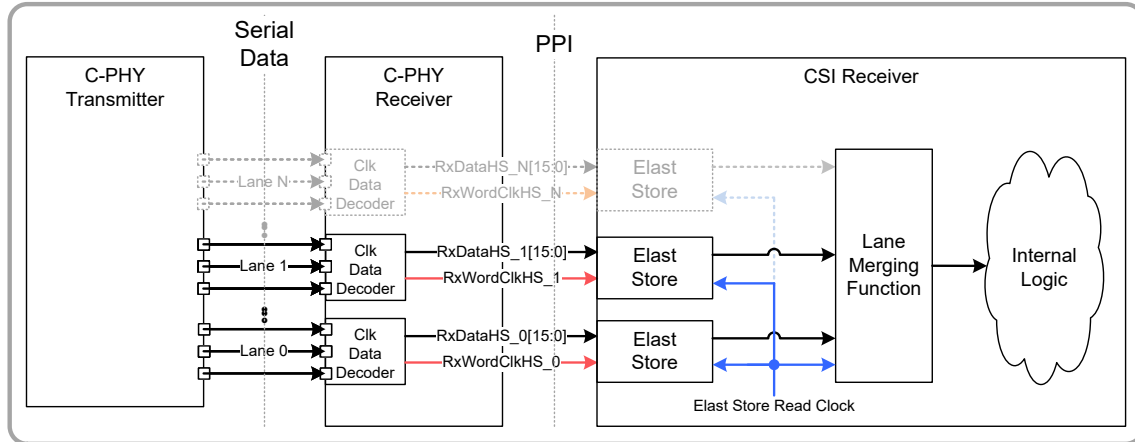 Serial
Data
PPI
C-PHY
Transmitter
C-PHY
Receiver
CSI Receiver
Lane N
Clk
Data
Decoder
RxDataHS_N[15:0]
RxWordClkHS_N
Elast
Store
Lane 1
Clk
Data
Decoder
RxDataHS_1[15:0]
RxWordClkHS_1
Elast
Store
Lane
Merging
Function
Internal
Logic
Lane 0
Clk
Data
Decoder
RxDataHS_0[15:0]
RxWordClkHS_0
Elast
Store
Elast Store Read Clock